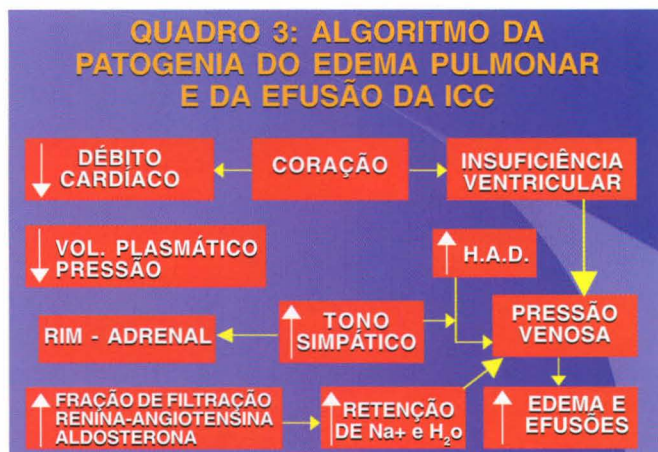 QUADRO 3: ALGORITMO DA
PATOGENIA DO EDEMA PULMONAR
E DA EFUSÃO DA ICC
DÉBITO
CARDÍACO
CORAÇÃO
INSUFICIÊNCIA
VENTRICULAR
VOL. PLASMÁTICO
PRESSÃO
H.A.D.
RIM - ADRENAL
TONO
SIMPÁTICO
PRESSÃO
VENOSA
FRAÇÃO DE FILTRAÇÃO
RENINA-ANGIOTENSINA
ALDOSTERONA
RETENÇÃO
DE Na+ e H₂o
EDEMA E
EFUSÕES